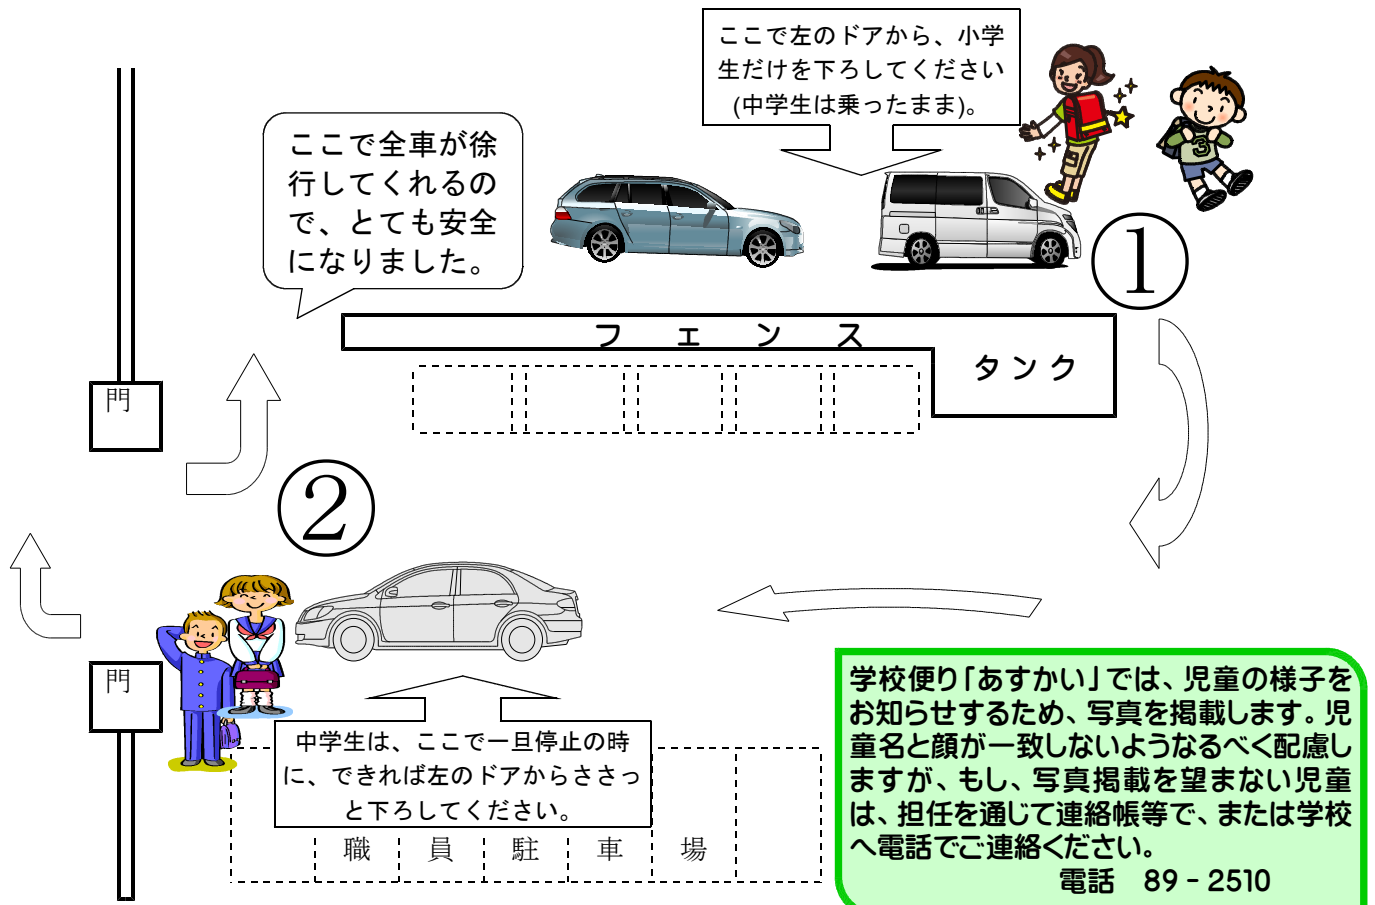 ここで左のドアから、小学
生だけを下ろしてください
(中学生は乗ったまま)。
ここで全車が徐
行してくれるの
で、とても安全
になりました。
①
フェンス
タンク
門
②
門
中学生は、ここで一旦停止の時
に、できれば左のドアからささっ
と下ろしてください。
職員駐車場
学校便り「あすかい」では、児童の様子を
お知らせするため、写真を掲載します。児
童名と顔が一致しないようなるべく配慮し
ますが、もし、写真掲載を望まない児童
は、担任を通じて連絡帳等で、または学校
へ電話でご連絡ください。
電話　89－2510